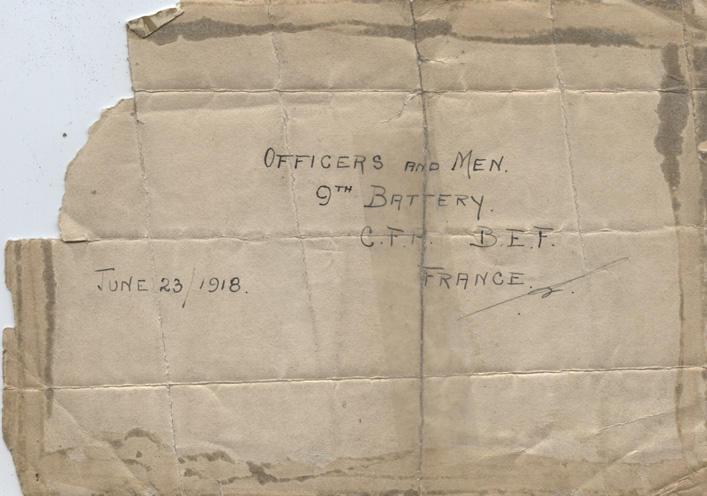 OFFICERS AND MEN.
9TH BATTERY.
C.F.A. B.E.F.
FRANCE.
JUNE 23/1918.